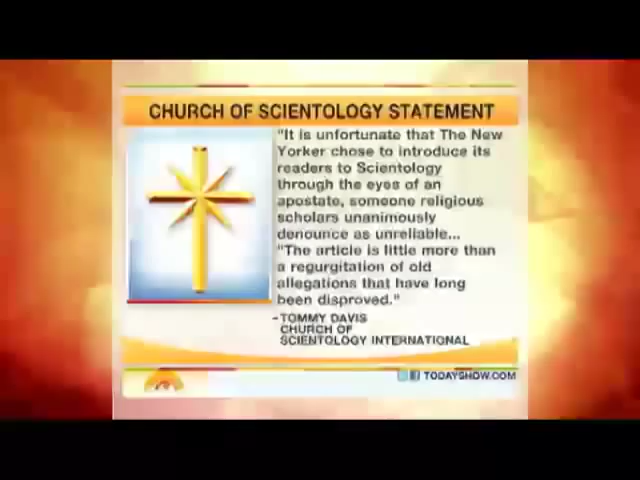 CHURCH OF SCIENTOLOGY STATEMENT
"It is unfortunate that The New
Yorker chose to introduce its
readers to Scientology
through the eyes of an
apostate, someone religious
scholars unanimously
denounce as unreliable...
"The article is little more than
a regurgitation of old
allegations that have long
been disproved."
-TOMMY DAVIS
CHURCH OF
SCIENTOLOGY INTERNATIONAL
TODAYSHOW.COM